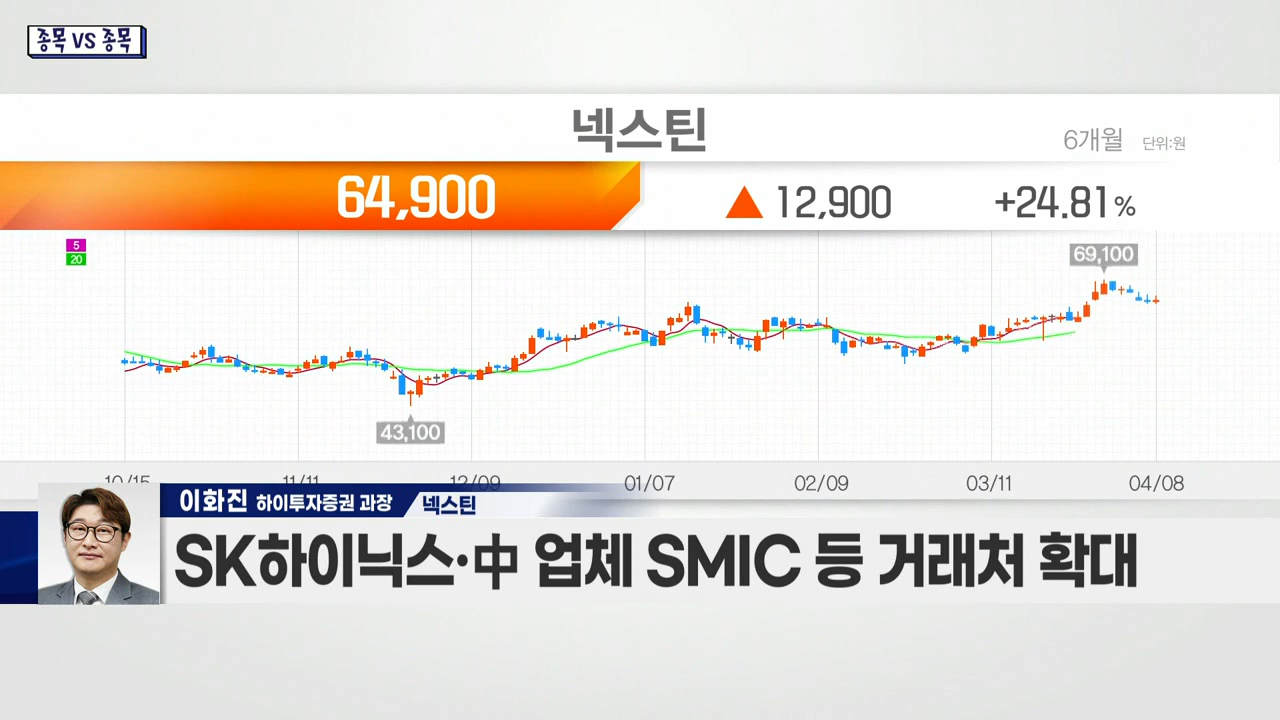 종목 VS 종목
넥스틴
6개월 단위:원
64,900 ▲ 12,900 +24.81%
5
20
69,100
43,100
10/15 11/11 12/09 01/07 02/09 03/11 04/08
이화진 하이투자증권 과장 넥스틴
SK하이닉스·中 업체 SMIC 등 거래처 확대